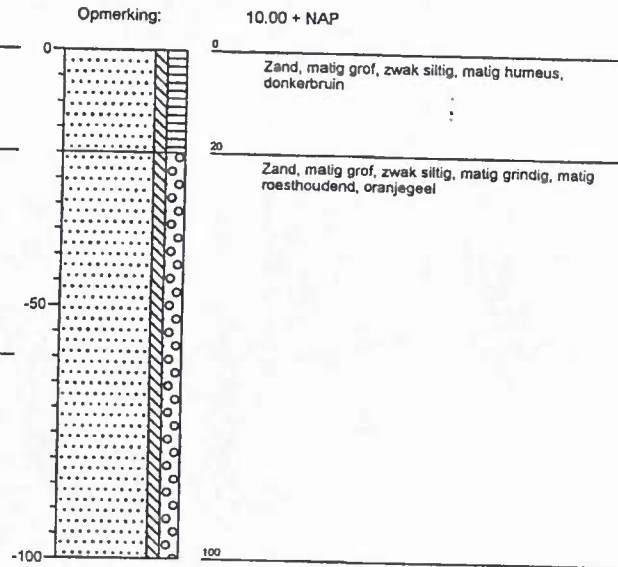 Opmerking: 10.00 + NAP
0
0
Zand, matig grof, zwak siltig, matig humeus,
donkerbruin
20
Zand, matig grof, zwak siltig, matig grindig, matig
roesthoudend, oranjegeel
-50
-100
100